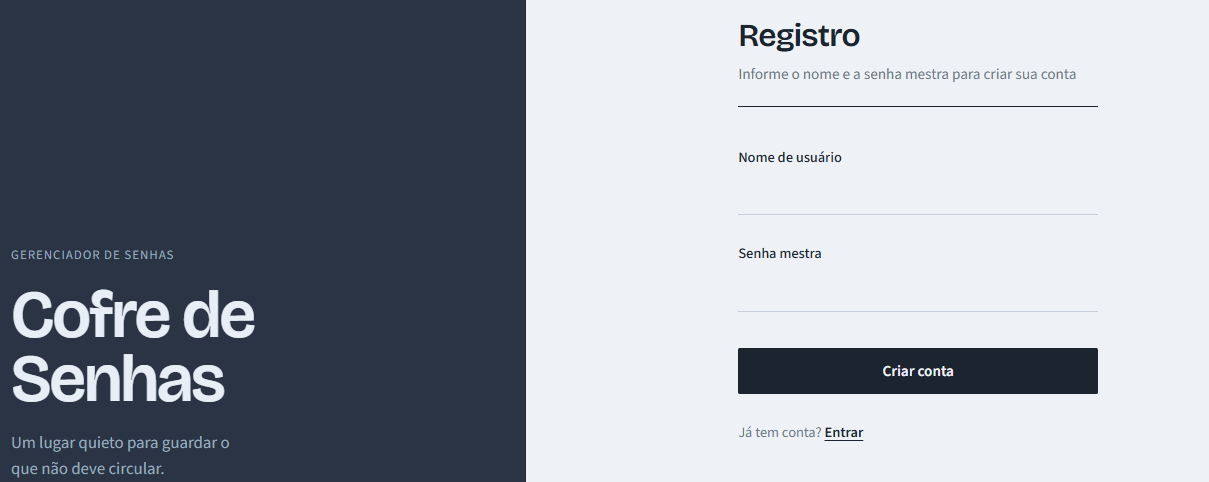 GERENCIADOR DE SENHAS
Cofre de
Senhas
Um lugar quieto para guardar o
que não deve circular.
Registro
Informe o nome e a senha mestra para criar sua conta
Nome de usuário
Senha mestra
Criar conta
Já tem conta? Entrar